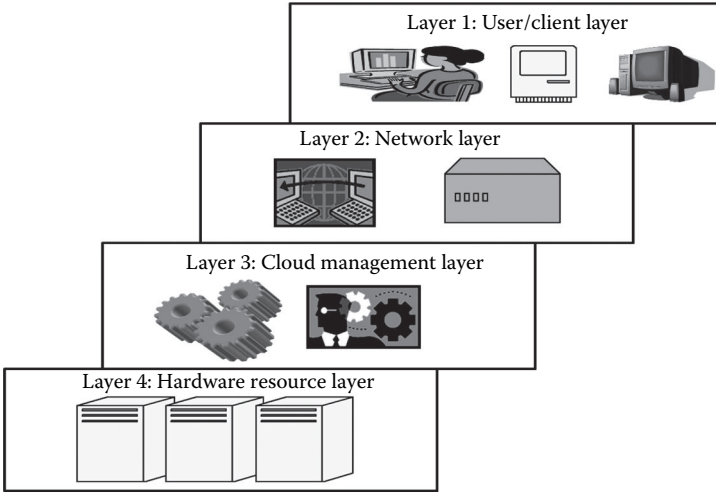 Layer 1: User/client layer
Layer 2: Network layer
Layer 3: Cloud management layer
Layer 4: Hardware resource layer